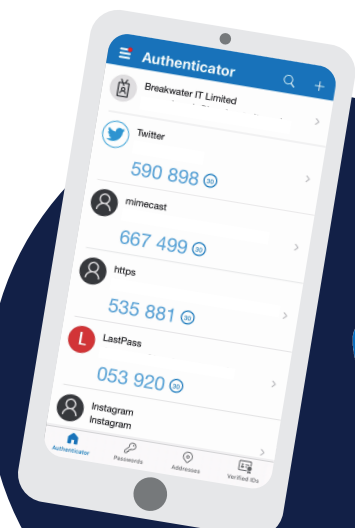 Authenticator
Breakwater IT Limited
Twitter
590 898 30
mimecast
667 499 30
https
535 881 30
L
LastPass
053 920 30
Instagram
Instagram
Authenticator
Passwords
Addresses
Verified IDs